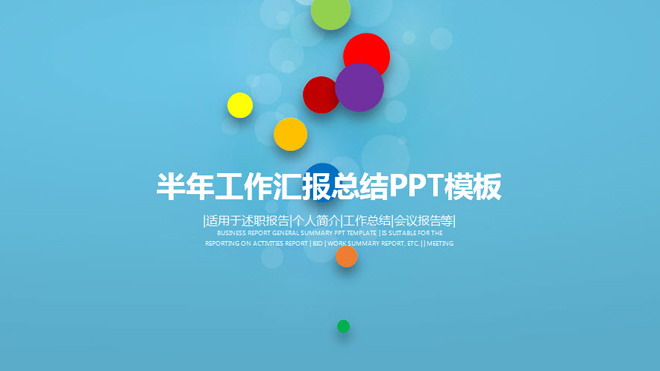 半年工作汇报总结PPT模板
|适用于述职报告|个人简介|工作总结|会议报告等|
BUSINESS REPORT GENERAL SUMMARY PPT TEMPLATE | IS SUITABLE FOR THE
REPORTING ON ACTIVITIES REPORT | BID | WORK SUMMARY REPORT, ETC. | | MEETING